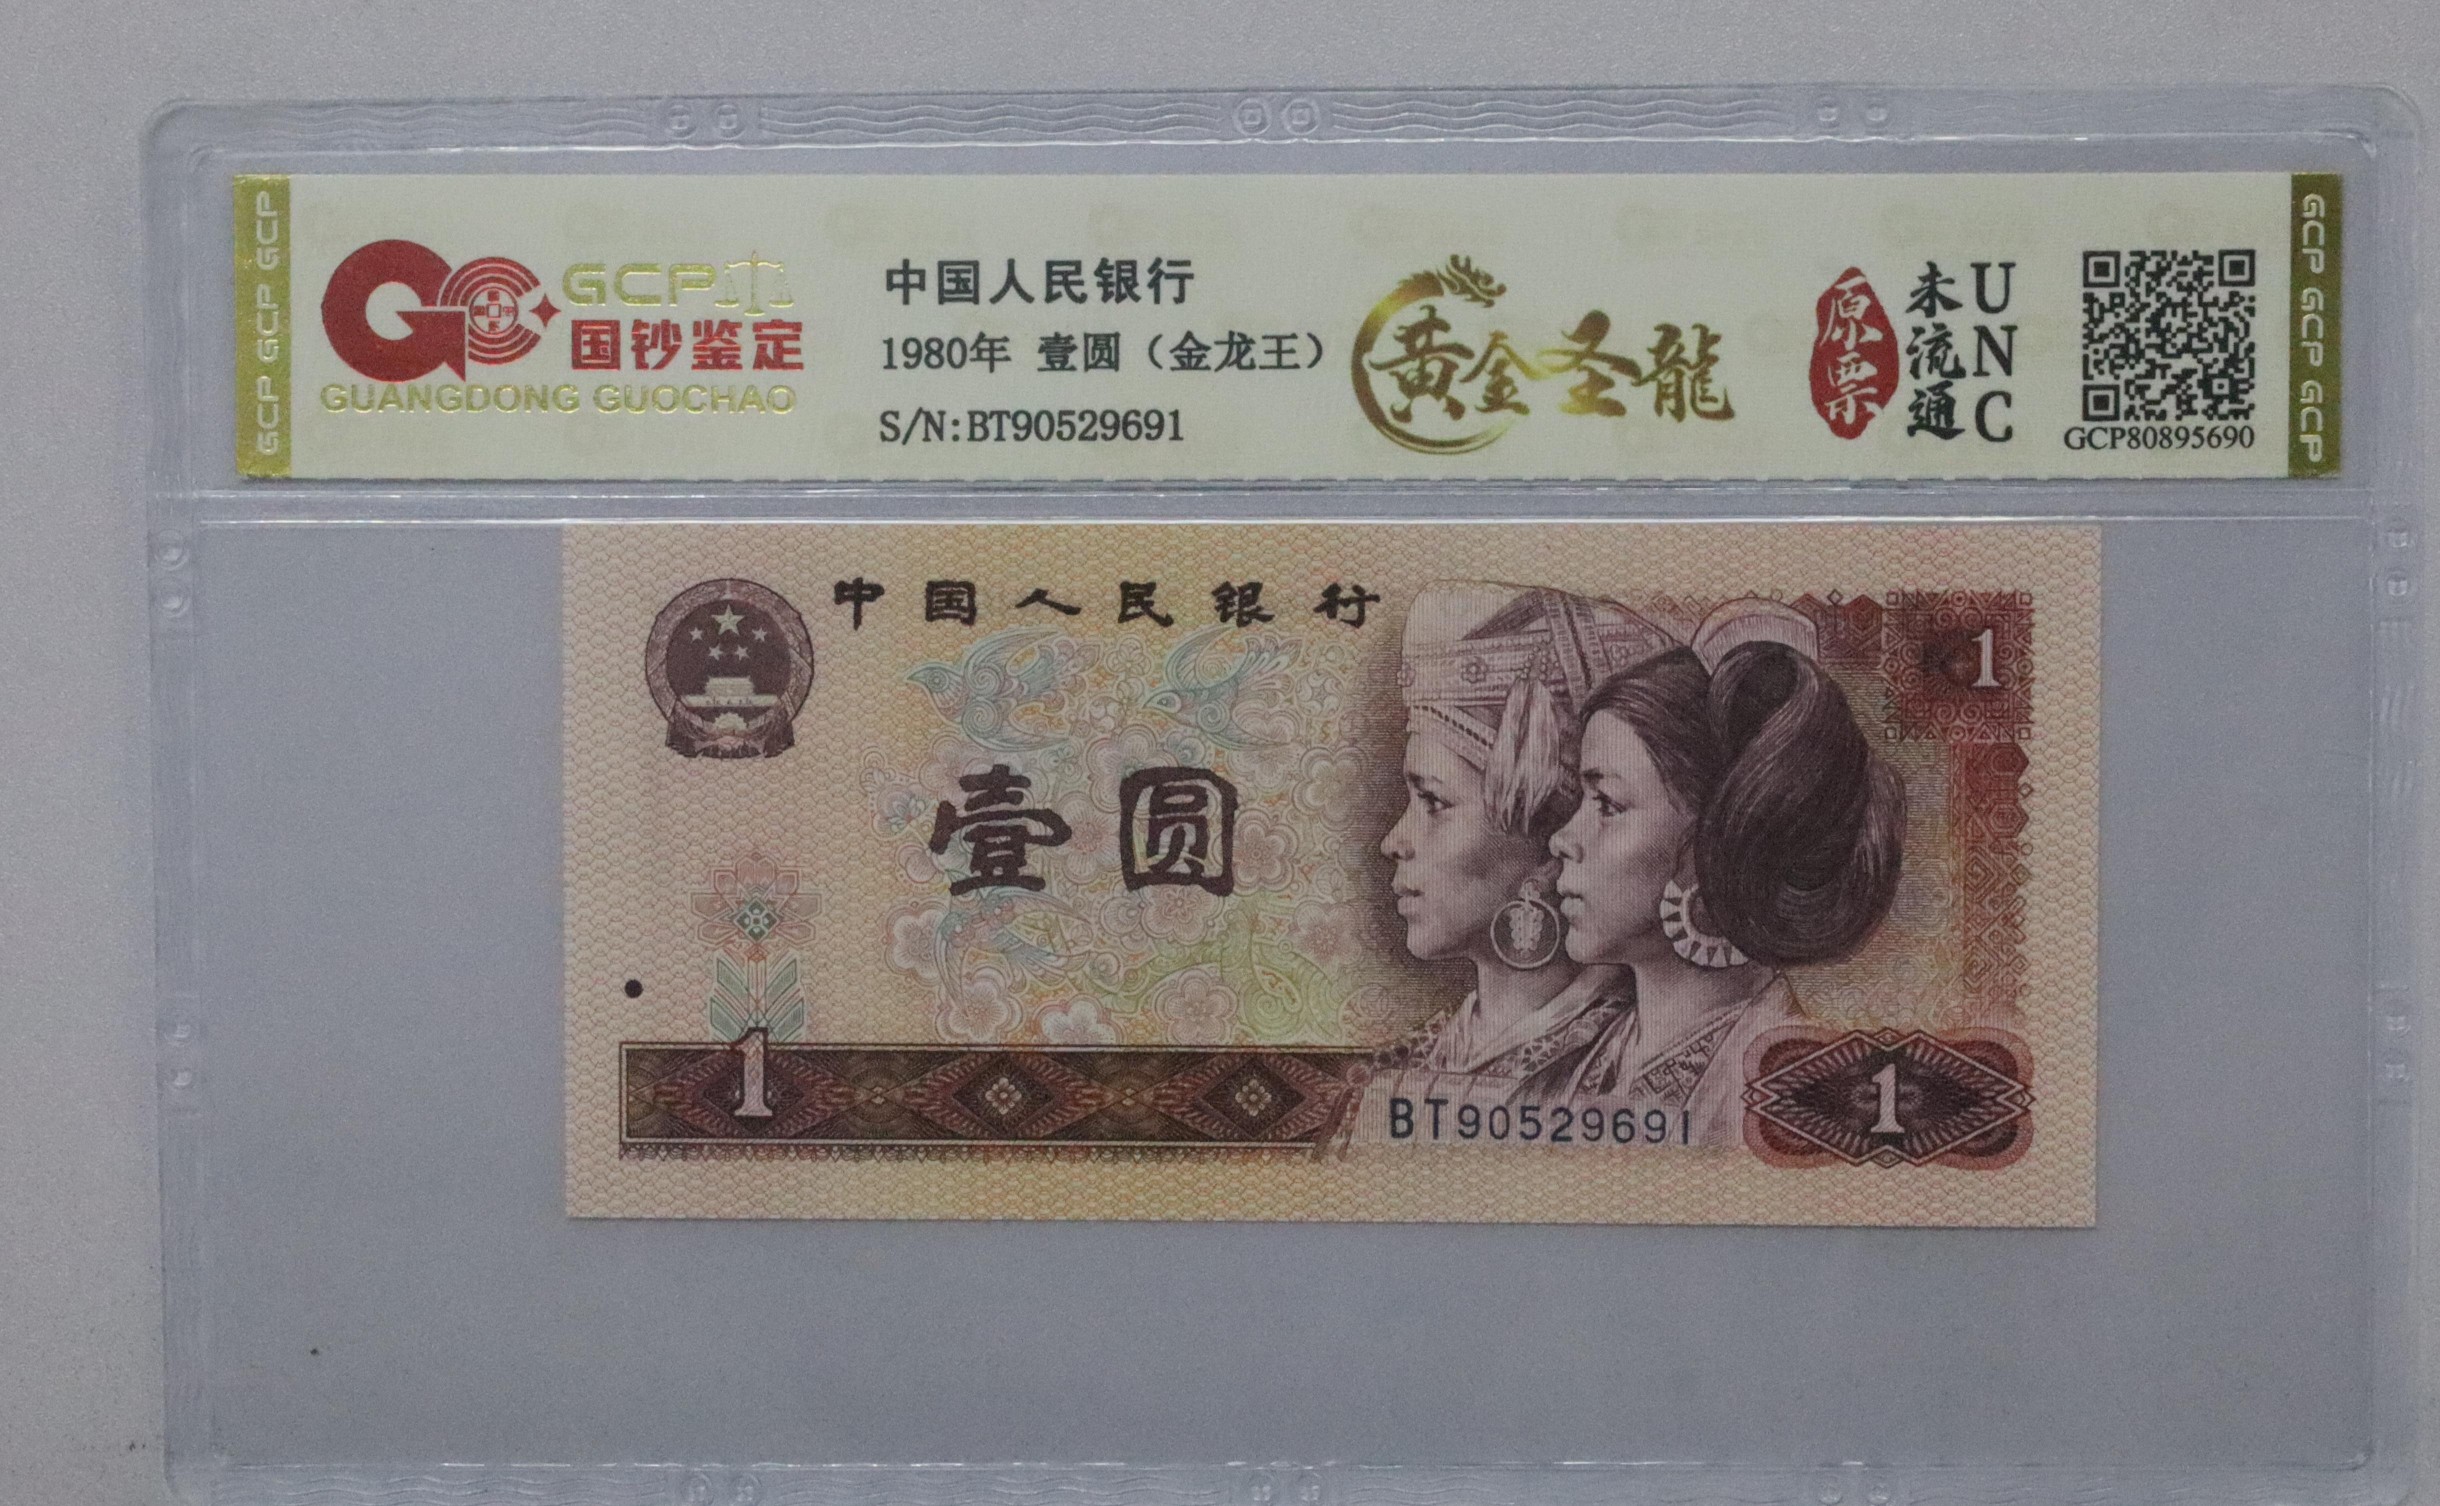 GCP GCP GCP
GCP
国钞鉴定
GUANGDONG GUOCHAO
中国人民银行
1980年 壹圆（金龙王）
S/N:BT90529691
黄金圣龍
原票
未流通
UNC
GCP80895690
GCP GCP GCP
中国人民银行
1
壹圆
1
BT90529691
1